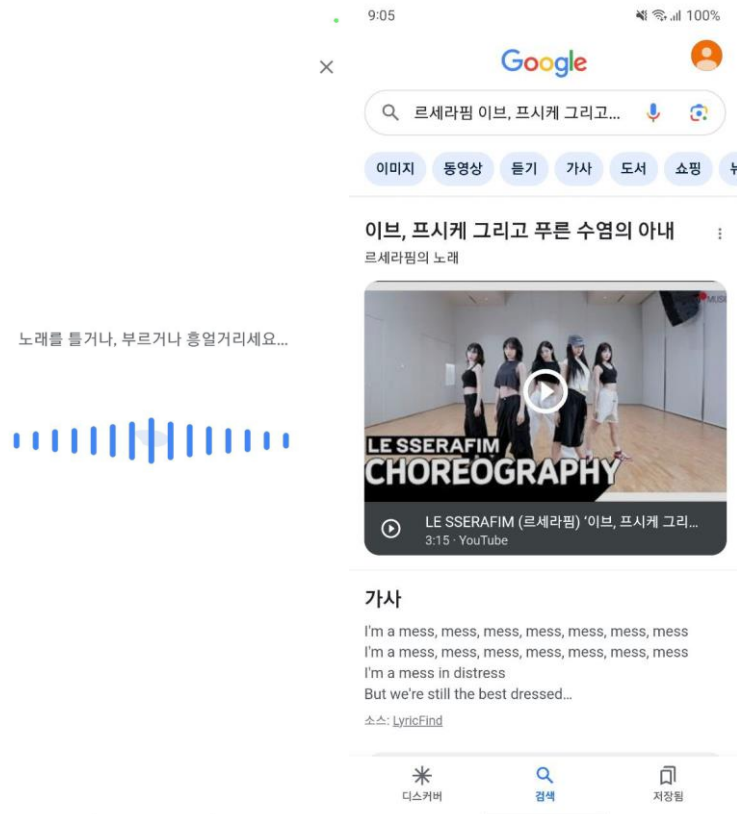 노래를 틀거나, 부르거나 흥얼거리세요...
9:05
100%
Google
르세라핌 이브, 프시케 그리고...
이미지 동영상 듣기 가사 도서 쇼핑
이브, 프시케 그리고 푸른 수염의 아내
르세라핌의 노래
LE SSERAFIM
CHOREOGRAPHY
LE SSERAFIM (르세라핌) ‘이브, 프시케 그리...
3:15 · YouTube
가사
I'm a mess, mess, mess, mess, mess, mess, mess
I'm a mess, mess, mess, mess, mess, mess, mess
I'm a mess in distress
But we're still the best dressed...
소스: LyricFind
디스커버 검색 저장됨